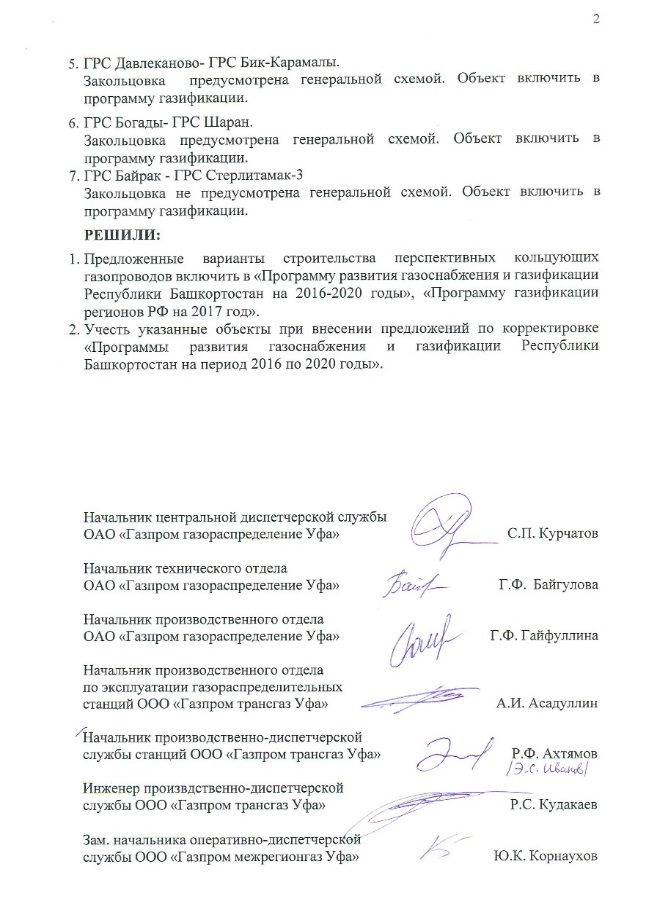 2
5. ГРС Давлеканово- ГРС Бик-Карамалы.
Закольцовка предусмотрена генеральной схемой. Объект включить в
программу газификации.
6. ГРС Богады- ГРС Шаран.
Закольцовка предусмотрена генеральной схемой. Объект включить в
программу газификации.
7. ГРС Байрак - ГРС Стерлитамак-3
Закольцовка не предусмотрена генеральной схемой. Объект включить в
программу газификации.
РЕШИЛИ:
1. Предложенные варианты строительства перспективных кольцующих
газопроводов включить в «Программу развития газоснабжения и газификации
Республики Башкортостан на 2016-2020 годы», «Программу газификации
регионов РФ на 2017 год».
2. Учесть указанные объекты при внесении предложений по корректировке
«Программы развития газоснабжения и газификации Республики
Башкортостан на период 2016 по 2020 годы».
Начальник центральной диспетчерской службы
ОАО «Газпром газораспределение Уфа» С.П. Курчатов
Начальник технического отдела
ОАО «Газпром газораспределение Уфа» Г.Ф. Байгулова
Начальник производственного отдела
ОАО «Газпром газораспределение Уфа» Г.Ф. Гайфуллина
Начальник производственного отдела
по эксплуатации газораспределительных
станций ООО «Газпром трансгаз Уфа» А.И. Асадуллин
Начальник производственно-диспетчерской
службы станций ООО «Газпром трансгаз Уфа» Р.Ф. Ахтямов
/Э.С. Иванов/
Инженер произвдственно-диспетчерской
службы ООО «Газпром трансгаз Уфа» Р.С. Кудакаев
Зам. начальника оперативно-диспетчерской
службы ООО «Газпром межрегионгаз Уфа» Ю.К. Корнаухов